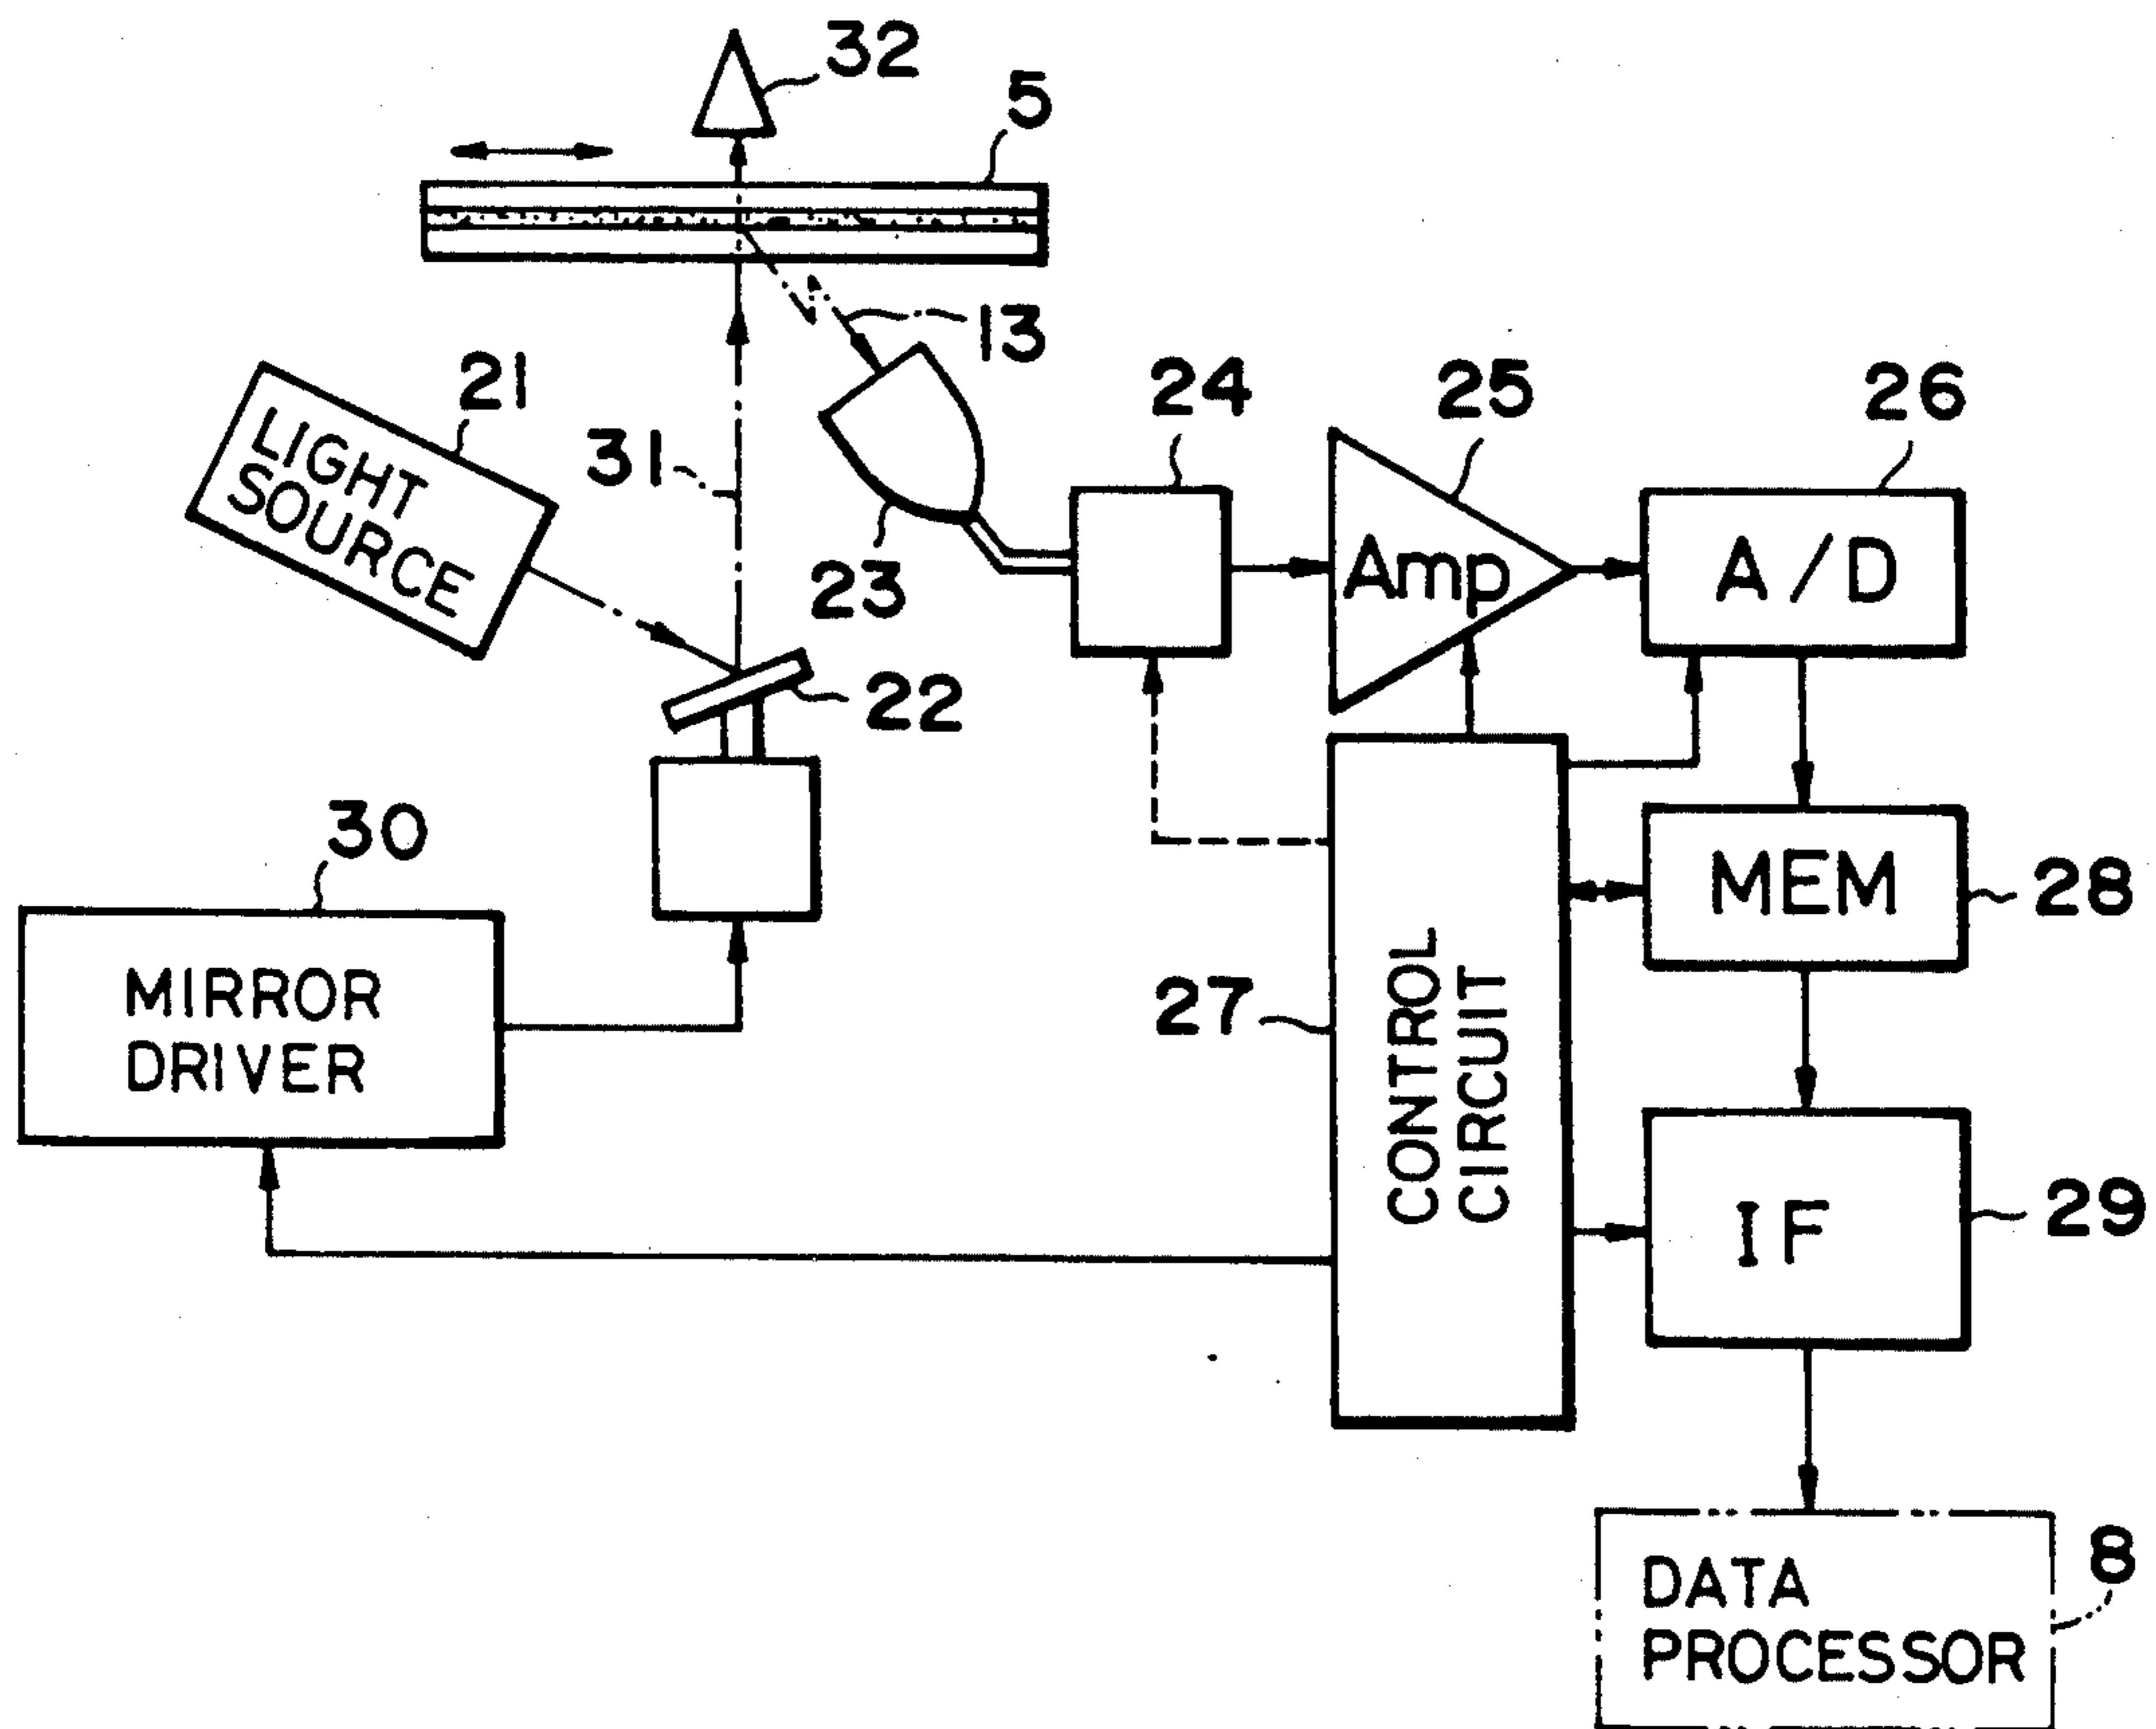 32
5
13
21
LIGHT
SOURCE
31
23
24
25
26
Amp
A/D
22
30
MIRROR
DRIVER
27
CONTROL
CIRCUIT
MEM
28
IF
29
DATA
PROCESSOR
8